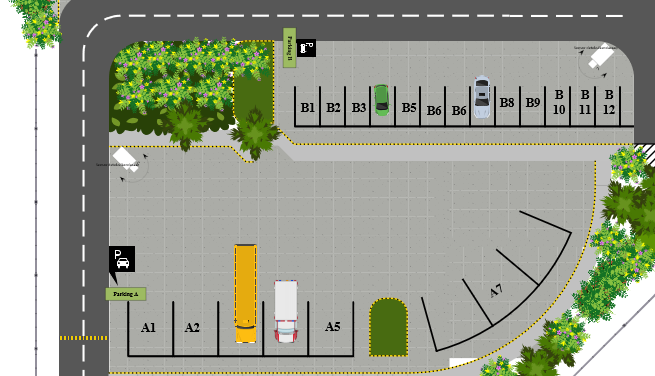 Parking B
P
B1 B2 B3 B5 B6 B6 B8 B9 B 10 B 11 B 12
P
Parking A
A7
A1 A2 A5